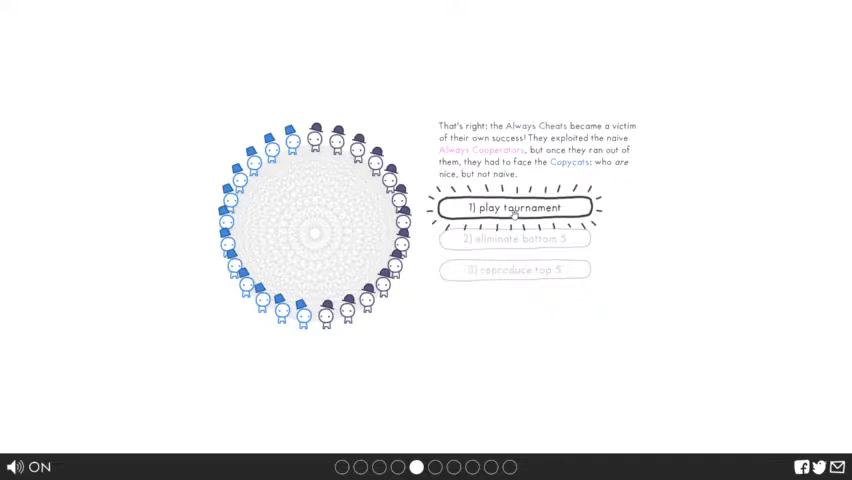 That's right: the Always Cheats became a victim
of their own success! They exploited the naive
Always Cooperators, but once they ran out of
them, they had to face the Copycats: who are
nice, but not naive.
1) play tournament
2) eliminate bottom 5
3) reproduce top 5
ON